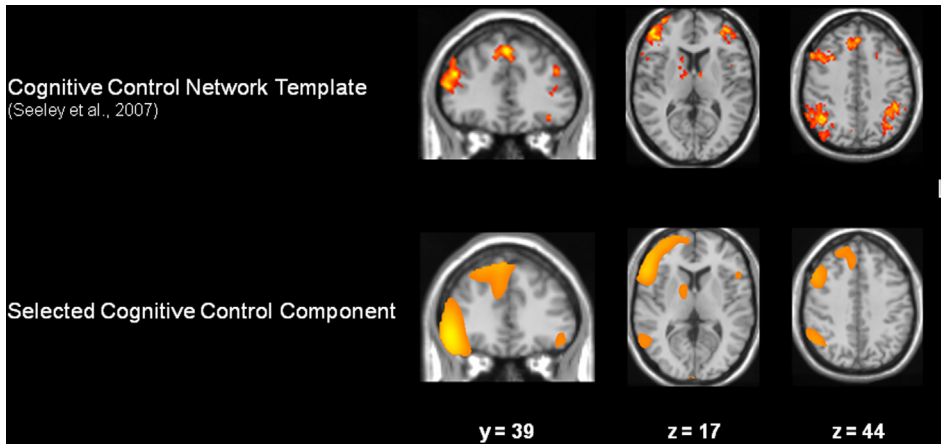 Cognitive Control Network Template
(Seeley et al., 2007)
Selected Cognitive Control Component
y = 39 z = 17 z = 44